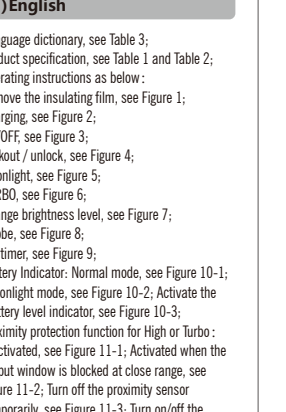 )English
guage dictionary, see Table 3;
duct specification, see Table 1 and Table 2;
rating instructions as below:
nove the insulating film, see Figure 1;
arging, see Figure 2;
/OFF, see Figure 3;
kout / unlock, see Figure 4;
onlight, see Figure 5;
RBO, see Figure 6;
nge brightness level, see Figure 7;
obe, see Figure 8;
timer, see Figure 9;
tery Indicator: Normal mode, see Figure 10-1;
onlight mode, see Figure 10-2; Activate the
ttery level indicator, see Figure 10-3;
ximity protection function for High or Turbo:
ctivated, see Figure 11-1; Activated when the
put window is blocked at close range, see
ure 11-2; Turn off the proximity sensor
porarily, see Figure 11-3; Turn on/off the